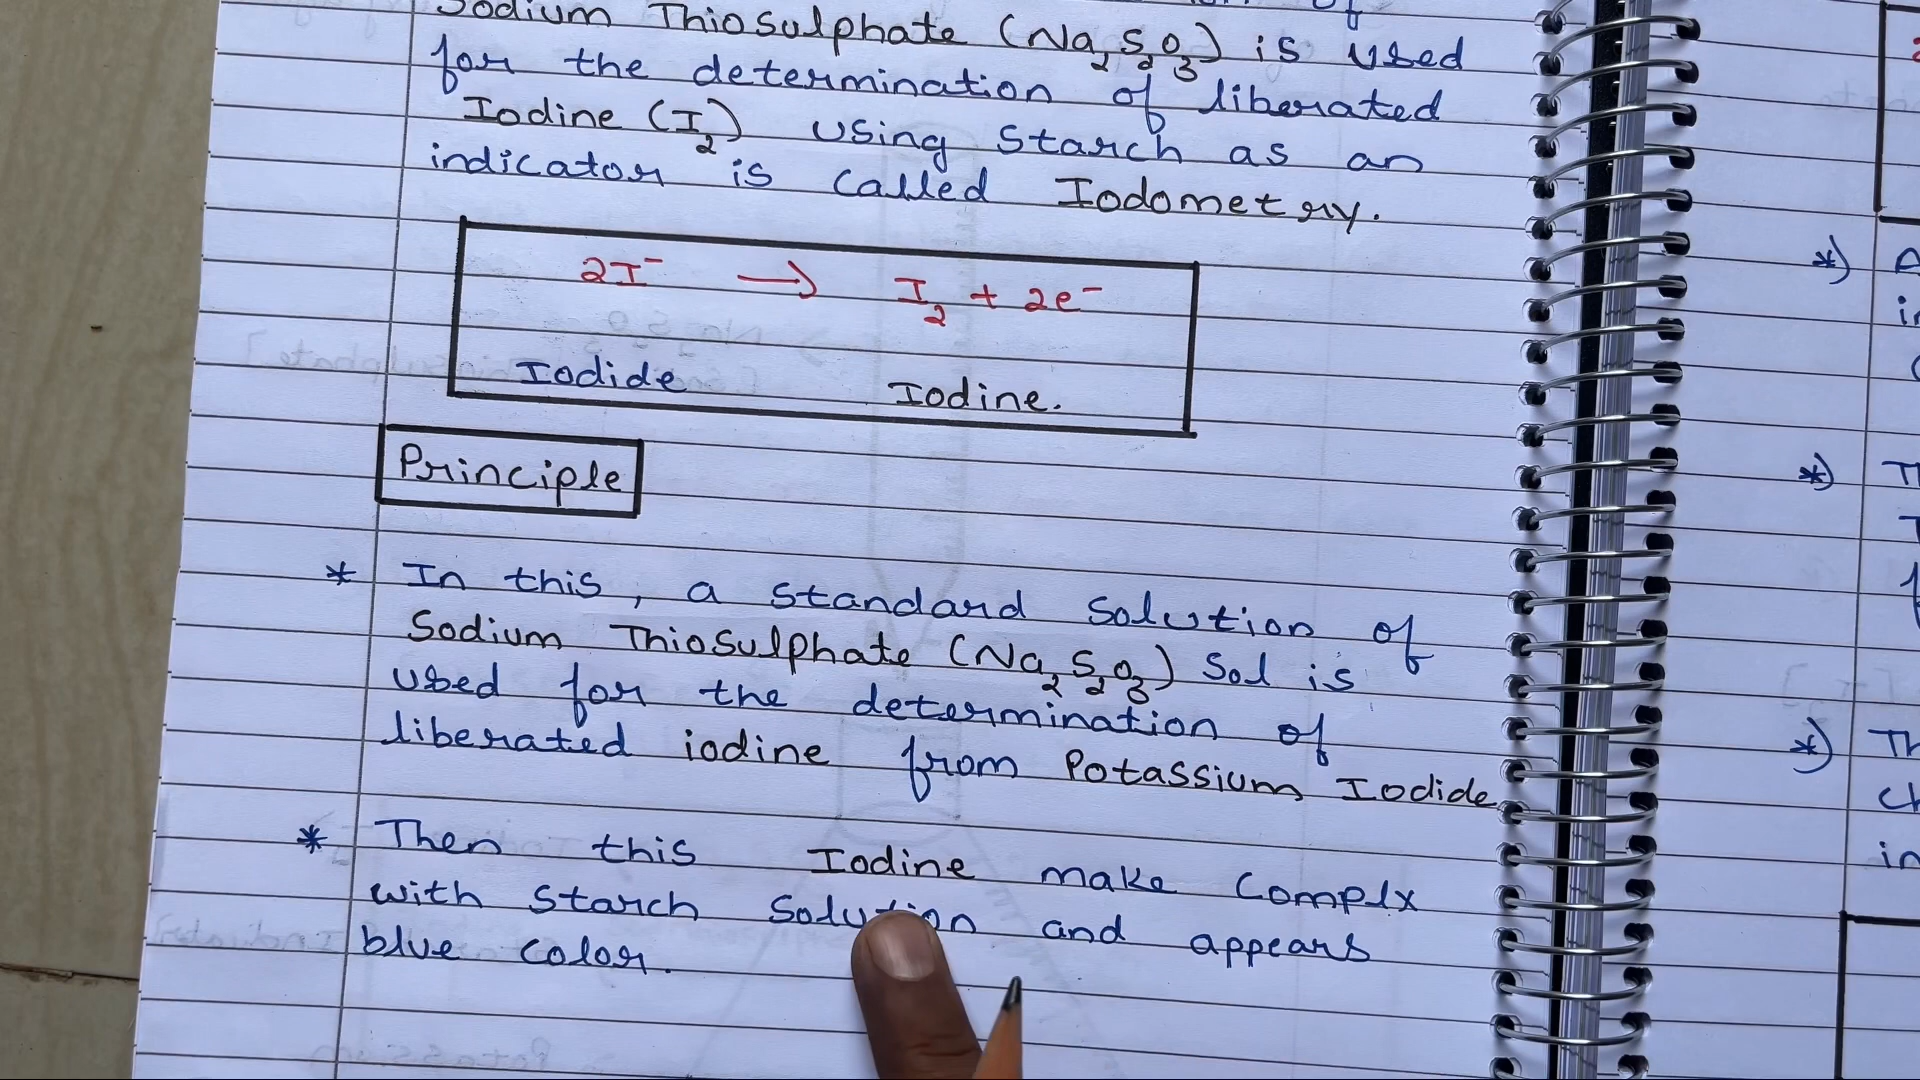 Sodium Thiosulphate (Na₂S₂O₃) is used
for the determination of liberated
Iodine (I₂) using starch as an
indicator is called Iodometry.
2I⁻ → I₂ + 2e⁻
Iodide Iodine.
Principle
* In this, a standard solution of
Sodium Thiosulphate (Na₂S₂O₃) Sol is
used for the determination of
liberated iodine from Potassium Iodide
* Then this Iodine make Complx
with starch Solution and appears
blue color.
*)
*)
*) Th
in